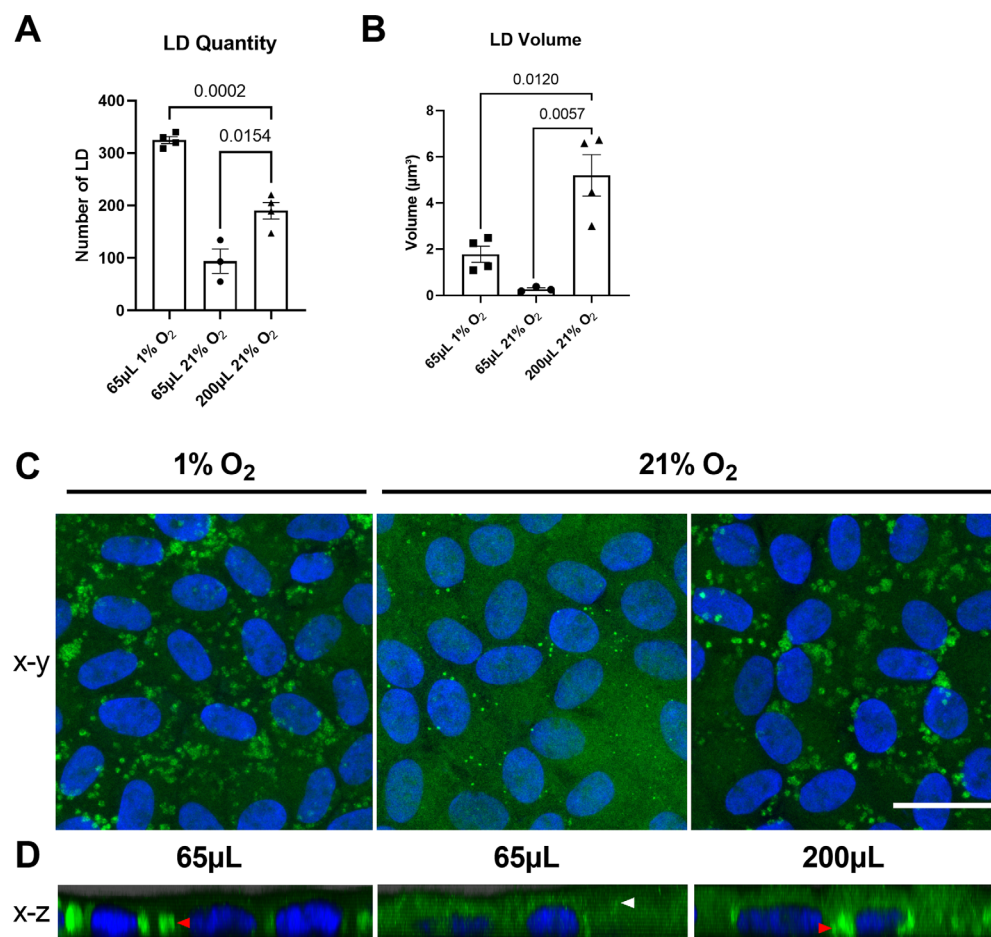 A
LD Quantity
0.0002
0.0154
Number of LD
400
300
200
100
0
65µL 1% O₂
65µL 21% O₂
200µL 21% O₂
B
LD Volume
0.0120
0.0057
Volume (µm³)
8
6
4
2
0
65µL 1% O₂
65µL 21% O₂
200µL 21% O₂
C
1% O₂
21% O₂
x-y
D
65µL
65µL
200µL
x-z